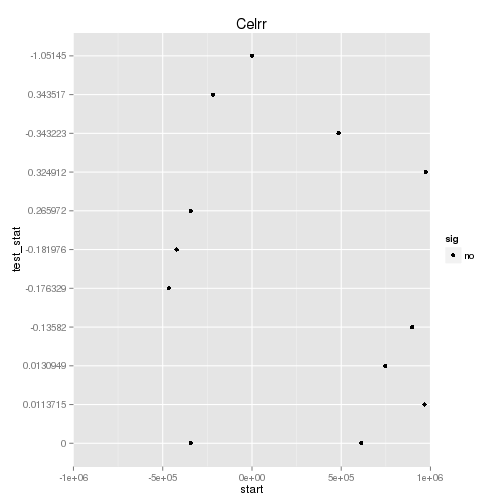 Celrr
-1.05145
0.343517
-0.343223
0.324912
0.265972
-0.181976
-0.176329
-0.13582
0.0130949
0.0113715
0
test_stat
sig
no
-1e+06
-5e+05
0e+00
5e+05
1e+06
start